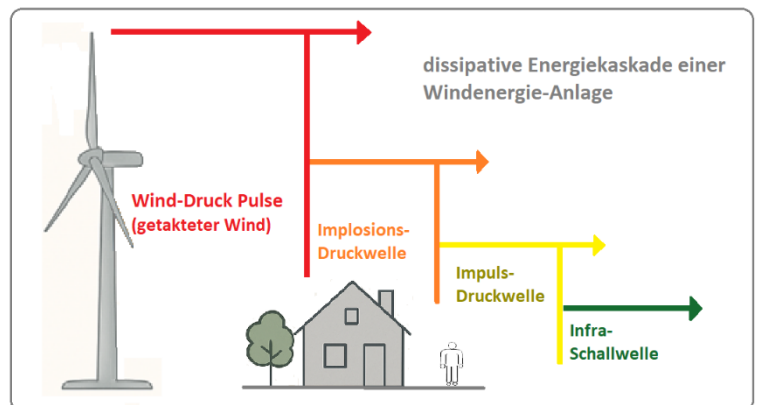 dissipative Energiekaskade einer
Windenergie-Anlage
Wind-Druck Pulse
(getakteter Wind)
Implosions-
Druckwelle
Impuls-
Druckwelle
Infra-
Schallwelle